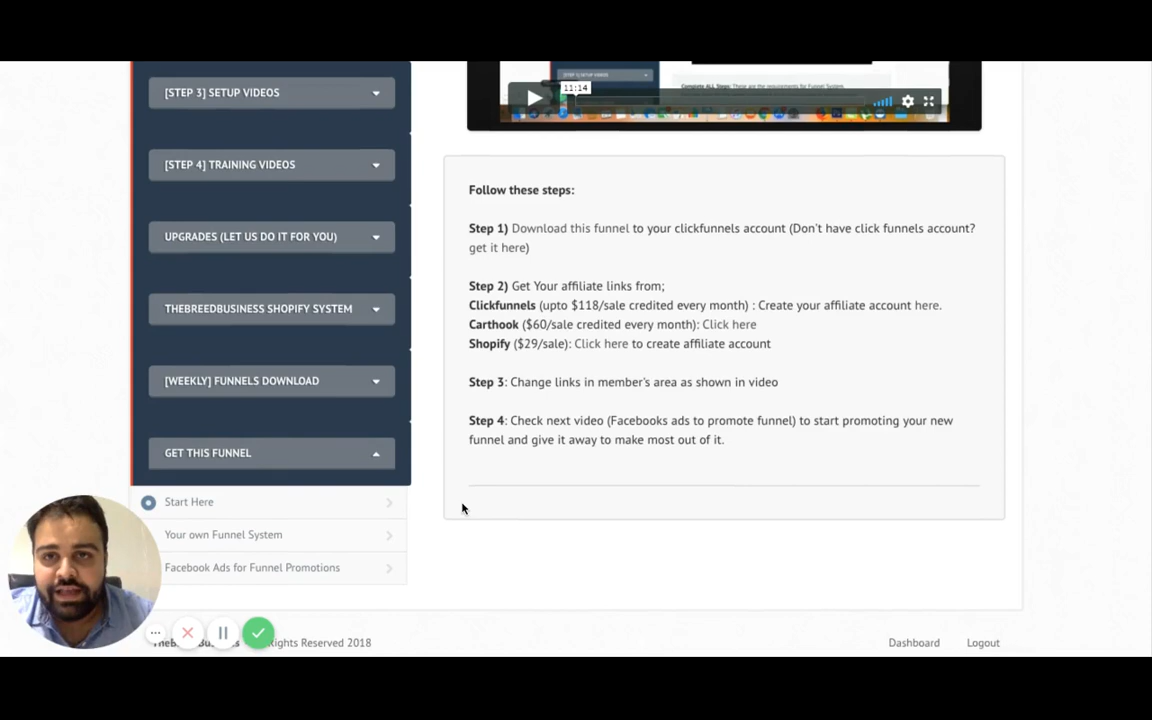 [STEP 3] SETUP VIDEOS
[STEP 4] TRAINING VIDEOS
UPGRADES (LET US DO IT FOR YOU)
THEBREEDBUSINESS SHOPIFY SYSTEM
[WEEKLY] FUNNELS DOWNLOAD
GET THIS FUNNEL
Start Here
Your own Funnel System
Facebook Ads for Funnel Promotions
[STEP 3] SETUP VIDEOS
11:14
Follow these steps:
Step 1) Download this funnel to your clickfunnels account (Don't have click funnels account?
get it here)
Step 2) Get Your affiliate links from;
Clickfunnels (upto $118/sale credited every month) : Create your affiliate account here.
Carthook ($60/sale credited every month): Click here
Shopify ($29/sale): Click here to create affiliate account
Step 3: Change links in member's area as shown in video
Step 4: Check next video (Facebooks ads to promote funnel) to start promoting your new
funnel and give it away to make most out of it.
Rights Reserved 2018
Dashboard
Logout